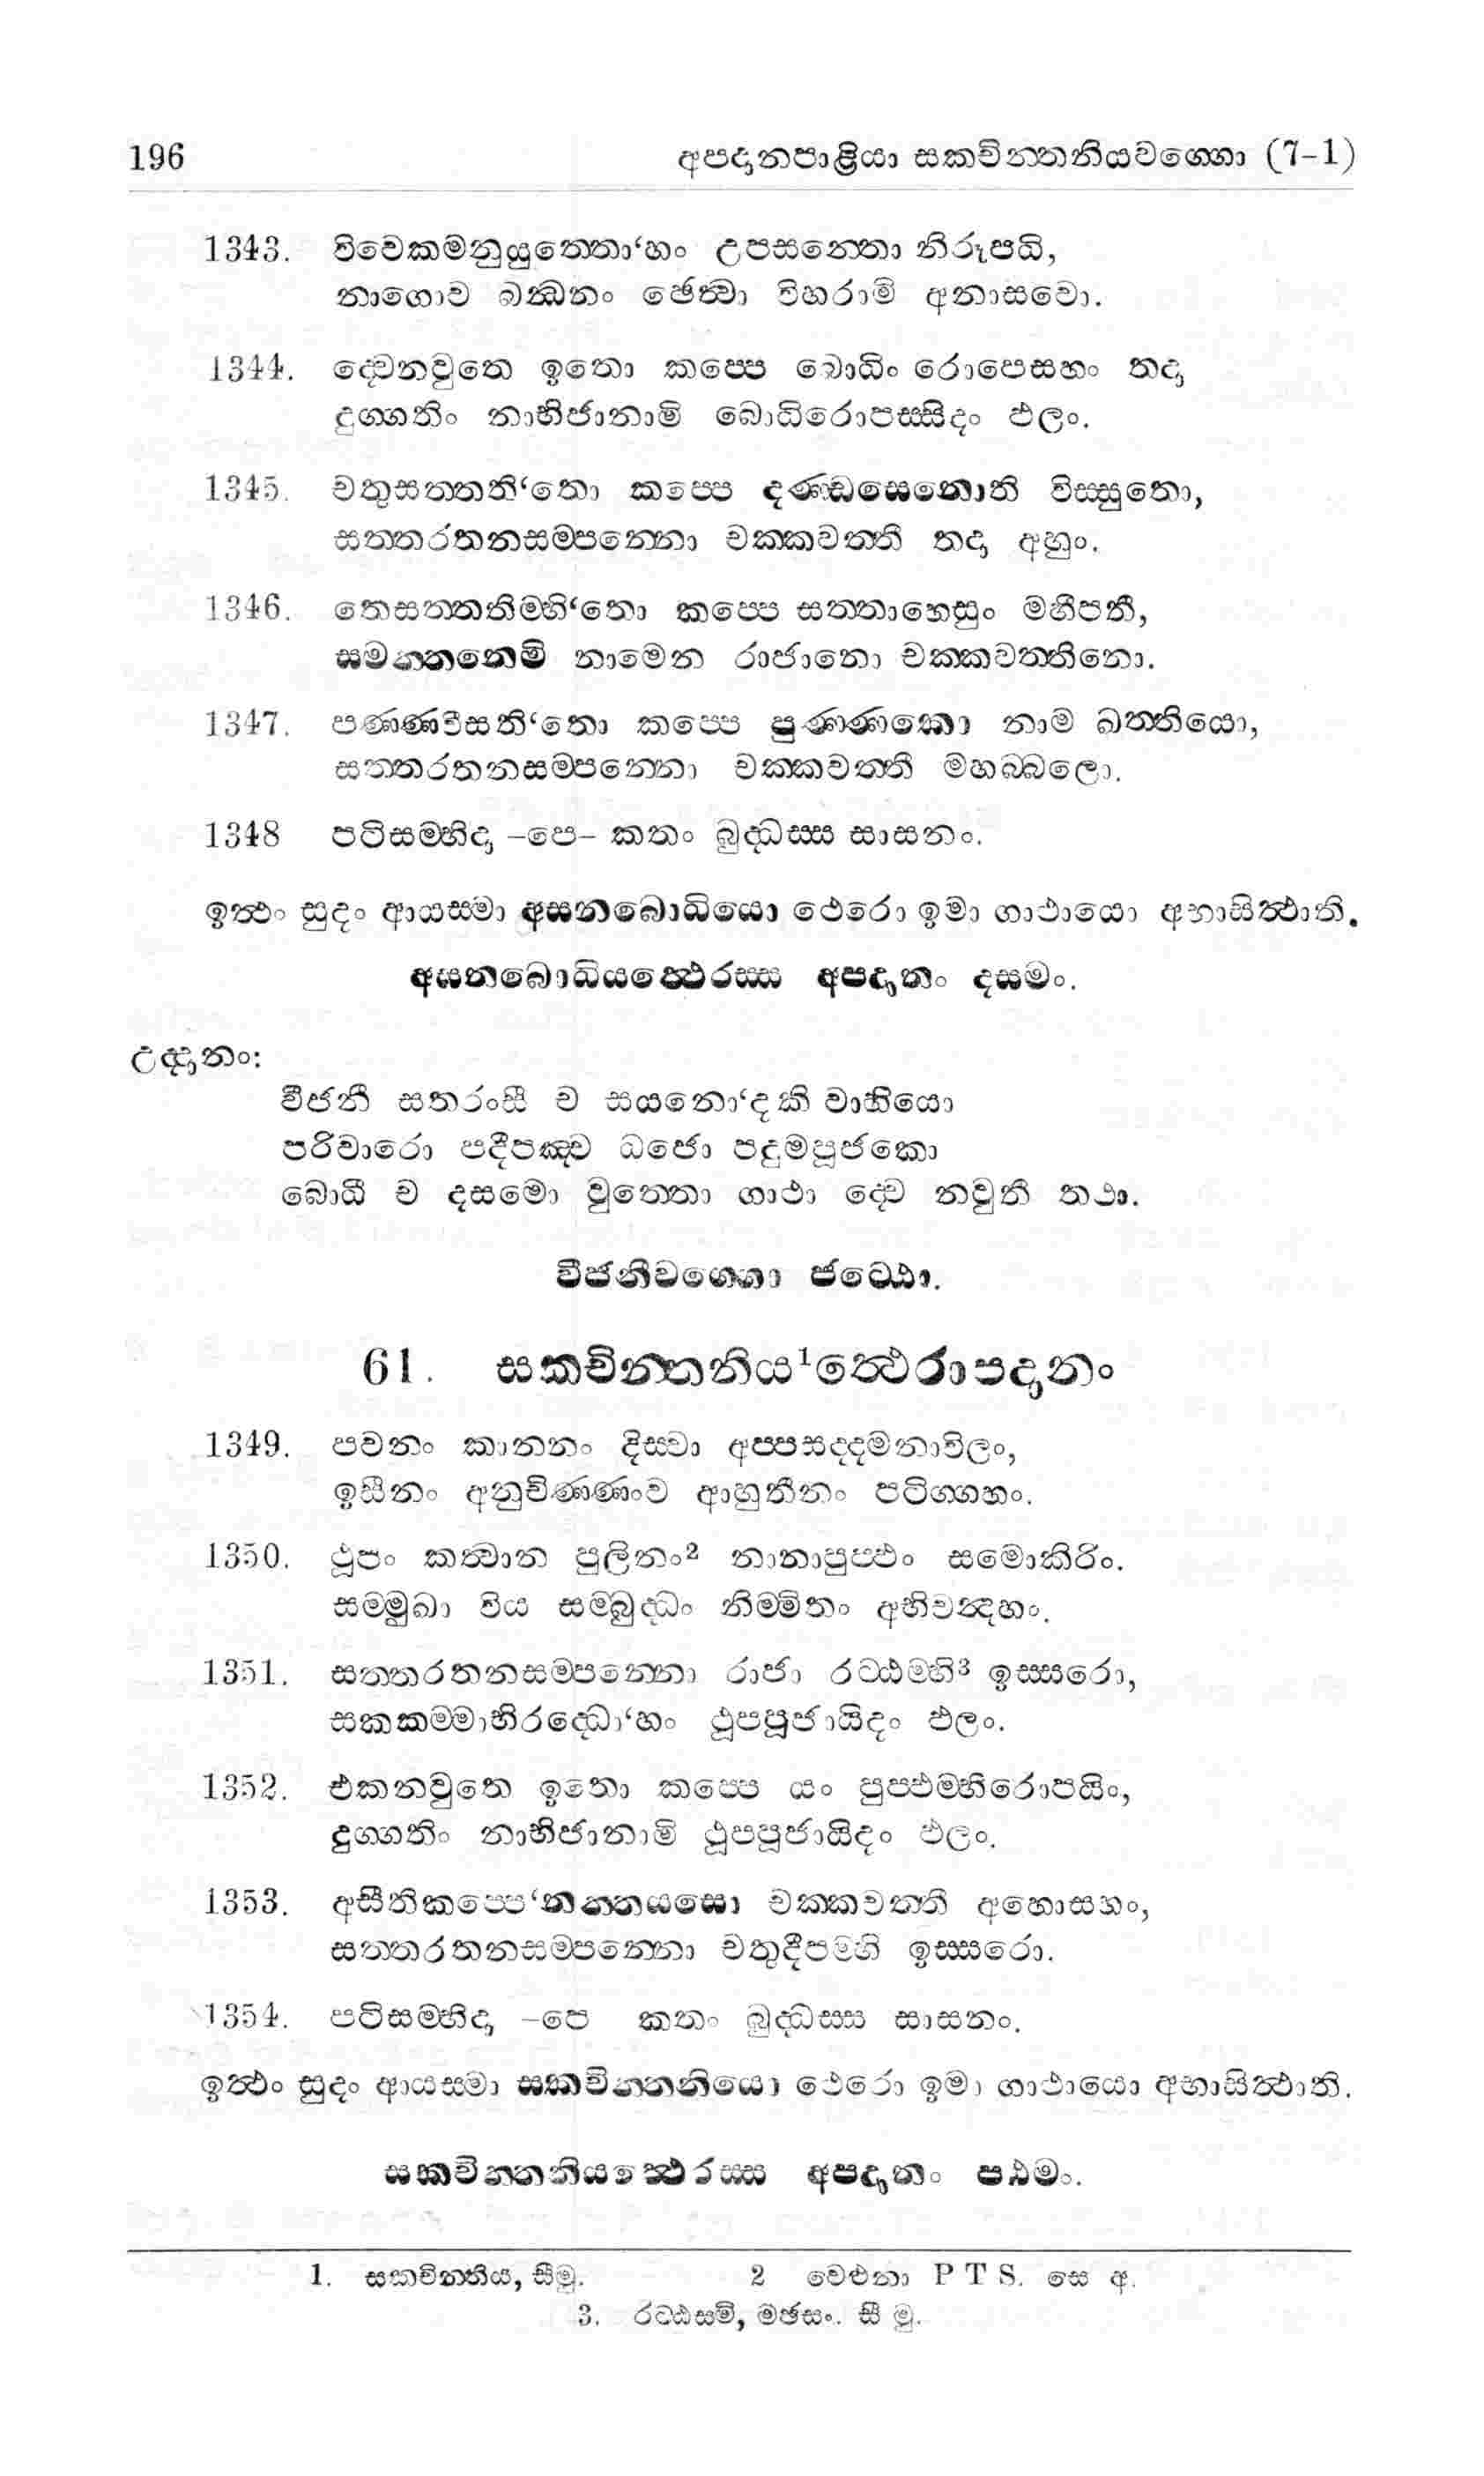 196 අපදානපාළියා සකචින්තනියවග්ගො (7-1)
1343. විවෙකමනුයුත්තො‘හං උපසන්තො නිරූපධි,
නාගොව බන්ධනං ඡෙත්වා විහරාමි අනාසවො.
1344. ද්වෙනවුතෙ ඉතො කප්පෙ බොධිං රොපෙසහං තදා
දුග්ගතිං නාභිජානාමි බොධිරොපස්සිදං ඵලං.
1345. චතුසත්තති‘තො කප්පෙ දණ්ඩසෙනොති විස්සුතො,
සත්තරතනසම්පන්නො චක්කවත්තී තදා අහුං.
1346. තෙසත්තතිම්හි‘තො කප්පෙ සත්තාහෙසුං මහීපතී,
සමන්තනෙමි නාමෙන රාජානො චක්කවත්තිනො.
1347. පණ්ණවීසති‘තො කප්පෙ පුණ්ණකො නාම ඛත්තියො,
සත්තරතනසම්පන්නො චක්කවත්තී මහබ්බලො.
1348 පටිසම්භිදා -පෙ- කතං බුද්ධස්ස සාසනං.
ඉත්ථං සුදං ආයස්මා අසනබොධියො ථෙරො ඉමා ගාථායො අභාසිත්ථාති.
අසනබොධියත්ථෙරස්ස අපදානං දසමං.
උද්දානං:
වීජනී සතරංසී ච සයනො‘දකි වාහියො
පරිවාරො පදීපඤ්ච ධජො පදුමපූජකො
බොධී ච දසමො වුත්තො ගාථා ද්වෙ නවුති තථා.
වීජනීවග්ගො ඡට්ඨො.
61. සකචින්තනිය¹ත්ථෙරාපදානං
1349. පවනං කානනං දිස්වා අප්පසද්දමනාවිලං,
ඉසීනං අනුචිණ්ණංව ආහුතීනං පටිග්ගහං.
1350. ථූපං කත්වාන පුලිනං² නානාපුප්ඵං සමොකිරිං.
සම්මුඛා විය සම්බුද්ධං නිම්මිතං අභිවන්දහං.
1351. සත්තරතනසම්පන්නො රාජා රට්ඨම්හි³ ඉස්සරො,
සකකම්මාභිරද්ධො‘හං ථූපපූජායිදං ඵලං.
1352. එකනවුතෙ ඉතො කප්පෙ යං පුප්ඵමභිරොපයිං,
දුග්ගතිං නාභිජානාමි ථූපපූජායිදං ඵලං.
1353. අසීතිකප්පෙ‘නන්තයසො චක්කවත්තී අහොසහං,
සත්තරතනසම්පන්නො චතුදීපම්හි ඉස්සරො.
1354. පටිසම්භිදා -පෙ කතං බුද්ධස්ස සාසනං.
ඉත්ථං සුදං ආයස්මා සකචින්තනියො ථෙරො ඉමා ගාථායො අභාසිත්ථාති.
සකචින්තනියත්ථෙරස්ස අපදානං පඨමං.
1. සකචින්තිය, සීමු. 2 වෙළුනා P T S. සෙ අ.
3. රට්ඨස්මි, මඡසං. සී මු.